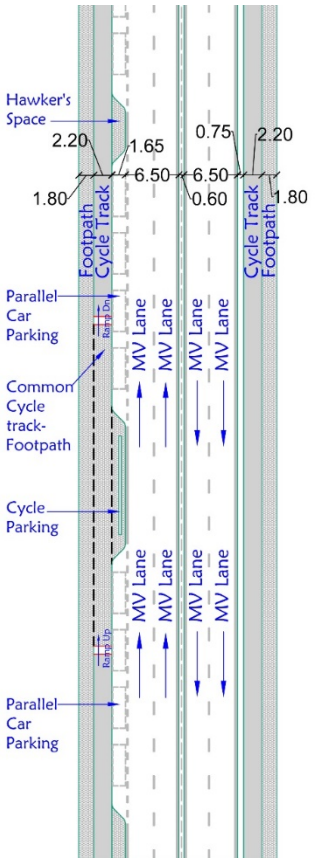 Hawker's
Space
2.20
1.65
0.75
2.20
6.50
6.50
1.80
0.60
1.80
Footpath
Cycle Track
Cycle Track
Footpath
Parallel
Car
Parking
Ramp Dn
MV Lane
MV Lane
MV Lane
MV Lane
Common
Cycle
track-
Footpath
Cycle
Parking
MV Lane
MV Lane
MV Lane
MV Lane
Ramp Up
Parallel
Car
Parking